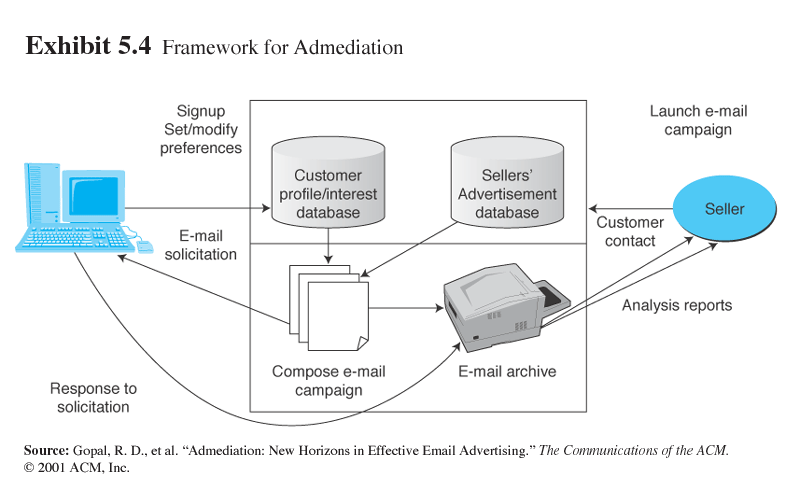 Exhibit 5.4 Framework for Admediation
Signup
Set/modify
preferences
Launch e-mail
campaign
Customer
profile/interest
database
Sellers’
Advertisement
database
Seller
Customer
contact
E-mail
solicitation
Analysis reports
Compose e-mail
campaign
E-mail archive
Response to
solicitation
Source: Gopal, R. D., et al. “Admediation: New Horizons in Effective Email Advertising.” The Communications of the ACM.
© 2001 ACM, Inc.